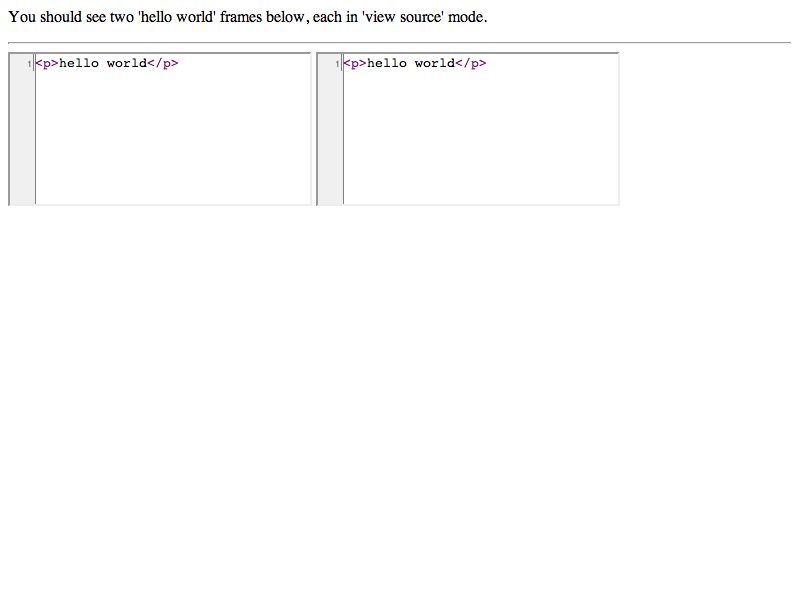 You should see two 'hello world' frames below, each in 'view source' mode.
1<p>hello world</p>
1<p>hello world</p>